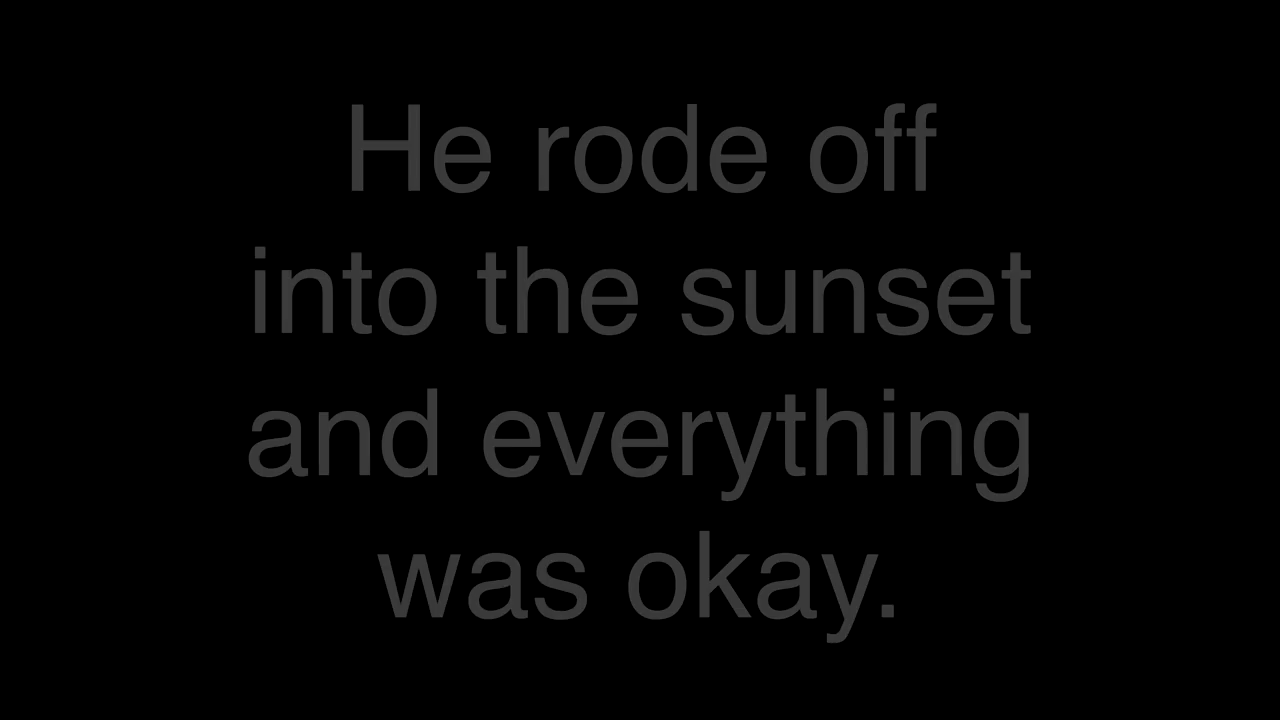 He rode off
into the sunset
and everything
was okay.